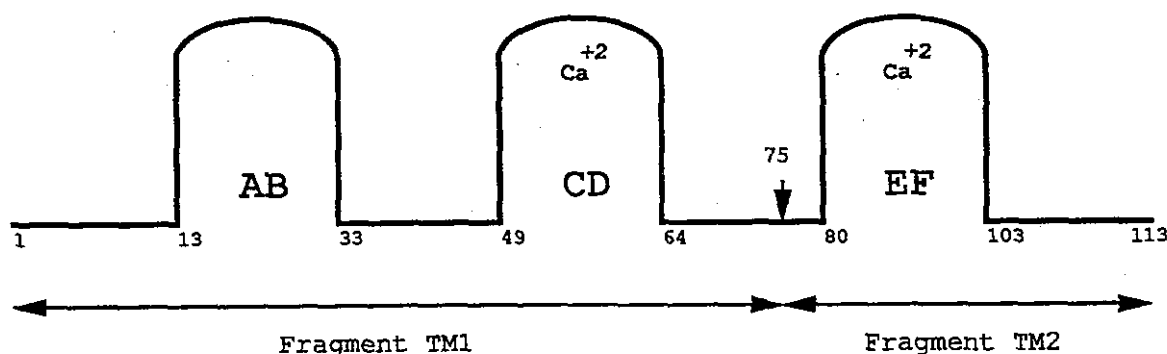 Ca+2 Ca+2
75
AB CD EF
1 13 33 49 64 80 103 113
Fragment TM1 Fragment TM2